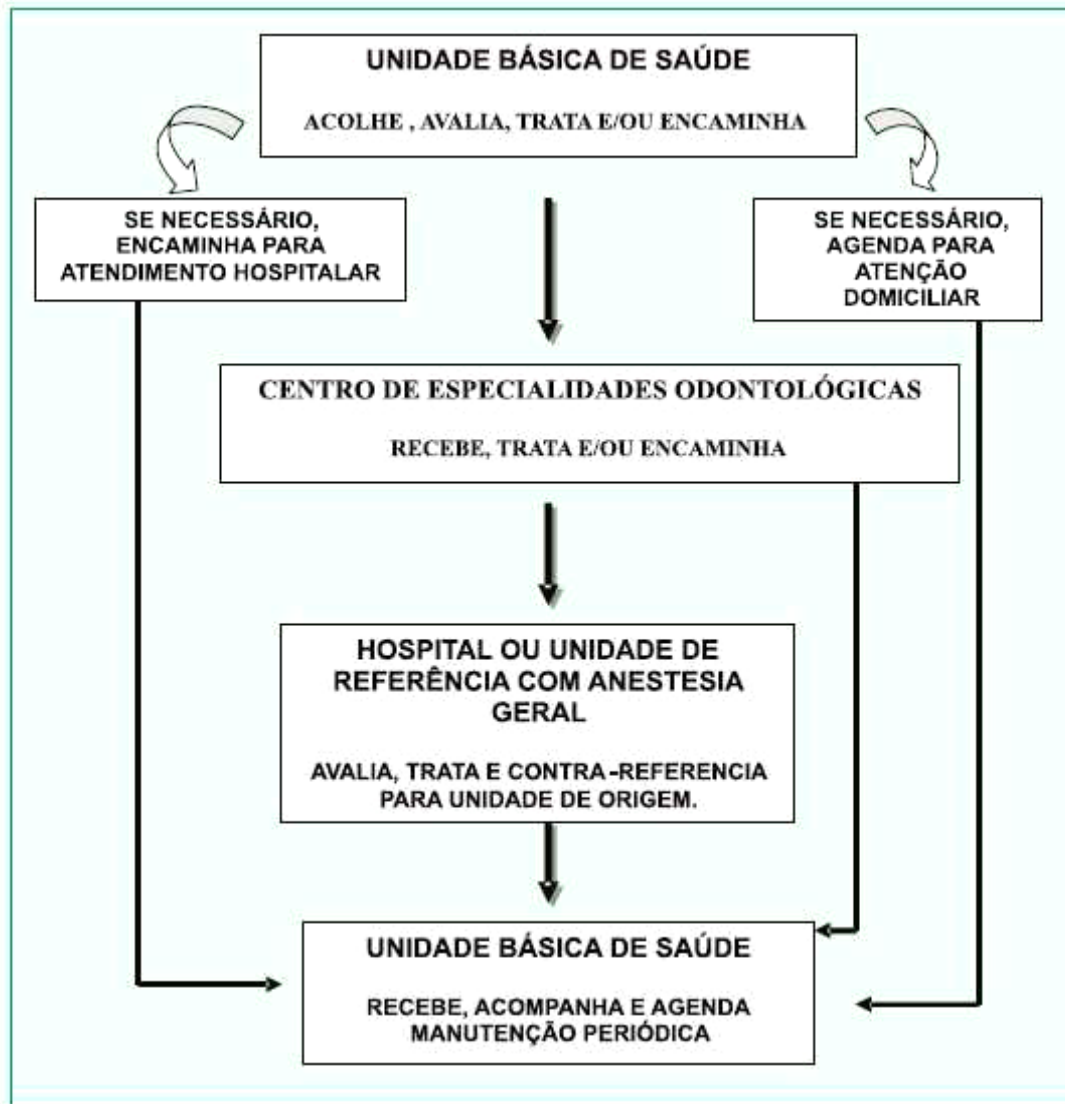 UNIDADE BÁSICA DE SAÚDE
ACOLHE , AVALIA, TRATA E/OU ENCAMINHA
SE NECESSÁRIO,
ENCAMINHA PARA
ATENDIMENTO HOSPITALAR
SE NECESSÁRIO,
AGENDA PARA
ATENÇÃO
DOMICILIAR
CENTRO DE ESPECIALIDADES ODONTOLÓGICAS
RECEBE, TRATA E/OU ENCAMINHA
HOSPITAL OU UNIDADE DE
REFERÊNCIA COM ANESTESIA
GERAL
AVALIA, TRATA E CONTRA-REFERENCIA
PARA UNIDADE DE ORIGEM.
UNIDADE BÁSICA DE SAÚDE
RECEBE, ACOMPANHA E AGENDA
MANUTENÇÃO PERIÓDICA